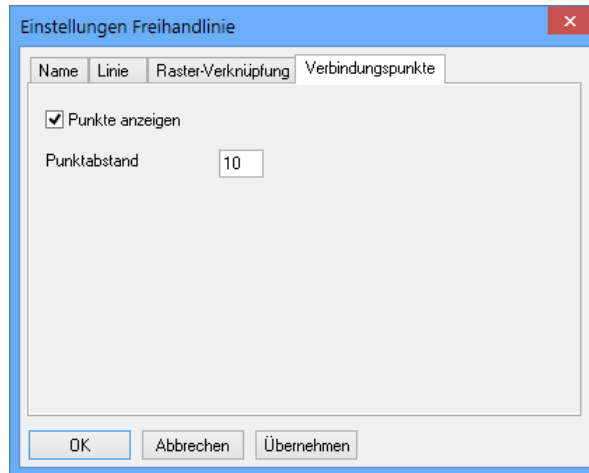 Einstellungen Freihandlinie
Name Linie Raster-Verknüpfung Verbindungspunkte
Punkte anzeigen
Punktabstand 10
OK Abbrechen Übernehmen